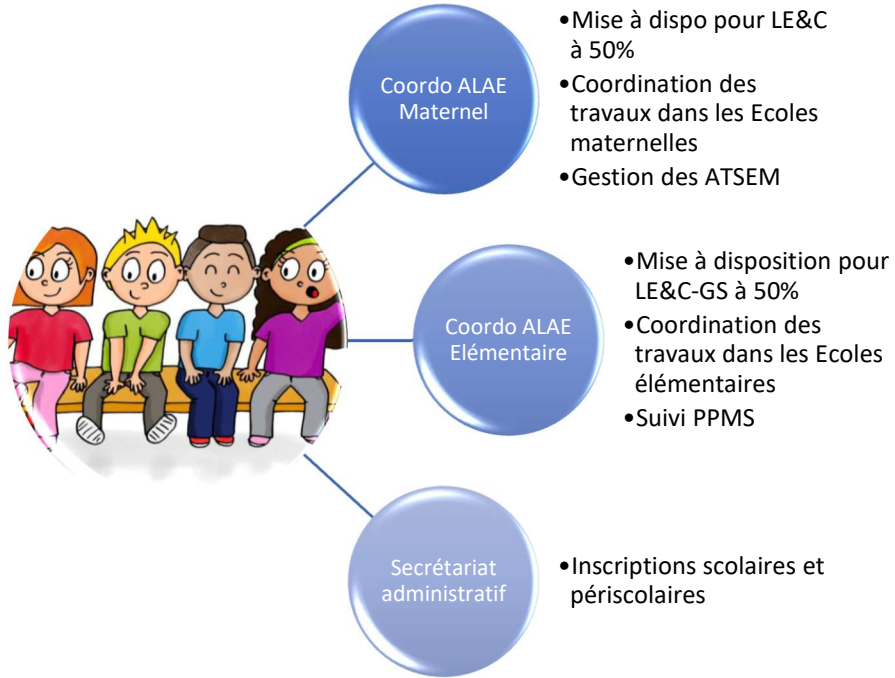 Coordo ALAE
Maternel
•Mise à dispo pour LE&C
à 50%
•Coordination des
travaux dans les Ecoles
maternelles
•Gestion des ATSEM
Coordo ALAE
Elémentaire
•Mise à disposition pour
LE&C-GS à 50%
•Coordination des
travaux dans les Ecoles
élémentaires
•Suivi PPMS
Secrétariat
administratif
•Inscriptions scolaires et
périscolaires